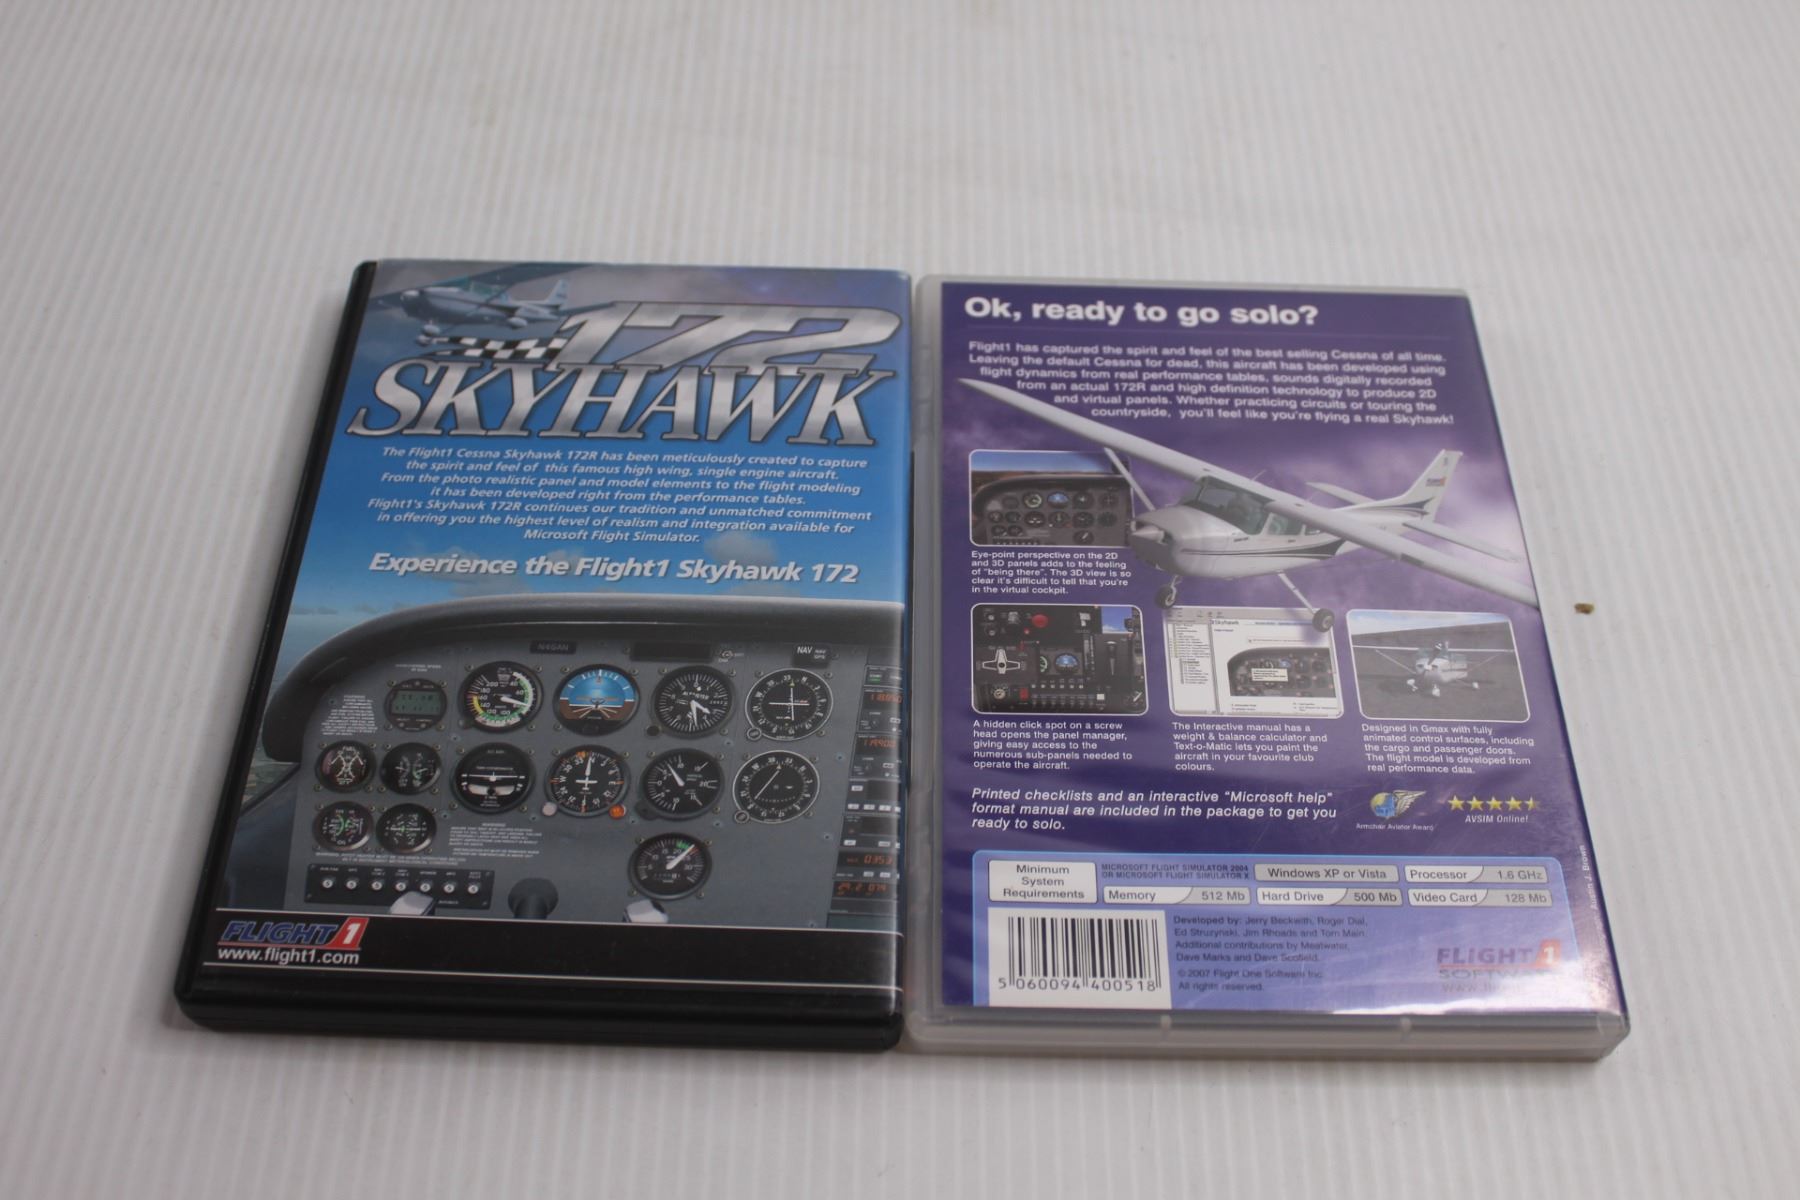 172
SKYHAWK
The Flight1 Cessna Skyhawk 172R has been meticulously created to capture
the spirit and feel of this famous high wing, single engine aircraft.
From the photo realistic panel and model elements to the flight modeling
it has been developed right from the performance tables.
Flight1's Skyhawk 172R continues our tradition and unmatched commitment
in offering you the highest level of realism and integration available for
Microsoft Flight Simulator.
Experience the Flight1 Skyhawk 172
N46AN
NAV NAV
GPS
FLIGHT 1
www.flight1.com
Ok, ready to go solo?
Flight1 has captured the spirit and feel of the best selling Cessna of all time.
Leaving the default Cessna for dead, this aircraft has been developed using
flight dynamics from real performance tables, sounds digitally recorded
from an actual 172R and high definition technology to produce 2D
and virtual panels. Whether practicing circuits or touring the
countryside, you'll feel like you're flying a real Skyhawk!
Eye-point perspective on the 2D
and 3D panels adds to the feeling
of "being there". The 3D view is so
clear it's difficult to tell that you're
in the virtual cockpit.
Skyhawk
A hidden click spot on a screw
head opens the panel manager,
giving easy access to the
numerous sub-panels needed to
operate the aircraft.
The Interactive manual has a
weight & balance calculator and
Text-o-Matic lets you paint the
aircraft in your favourite club
colours.
Designed in Gmax with fully
animated control surfaces, including
the cargo and passenger doors.
The flight model is developed from
real performance data.
Printed checklists and an interactive "Microsoft help"
format manual are included in the package to get you
ready to solo.
Armchair Aviator Award
AVSIM Online!
Minimum
System
Requirements
MICROSOFT FLIGHT SIMULATOR 2004
OR MICROSOFT FLIGHT SIMULATOR X
Windows XP or Vista
Processor 1.6 GHz
Memory 512 Mb
Hard Drive 500 Mb
Video Card 128 Mb
5 060094 400518
Developed by: Jerry Beckwith, Roger Dial,
Ed Struzynski, Jim Rhoads and Tom Main.
Additional contributions by Meatwater,
Dave Marks and Dave Scofield.
© 2007 Flight One Software Inc.
All rights reserved.
FLIGHT 1
SOFTWARE
Austin J. Brown